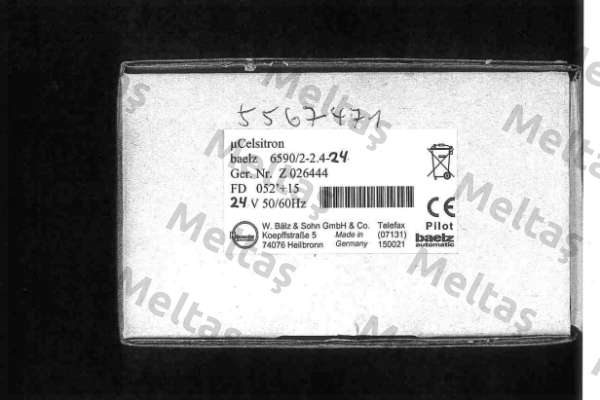 5567471
µCelsitron
baelz 6590/2-2.4-24
Ger. Nr. Z 026444
FD 052°+15
24 V 50/60Hz
CE
Pilot
W. Bälz & Sohn GmbH & Co. Telefax
Koepffstraße 5 Made in (07131)
74076 Heilbronn Germany 150021
baelz
automatic
Meltaş
Meltaş
Meltaş
Meltaş
Meltaş
Meltaş